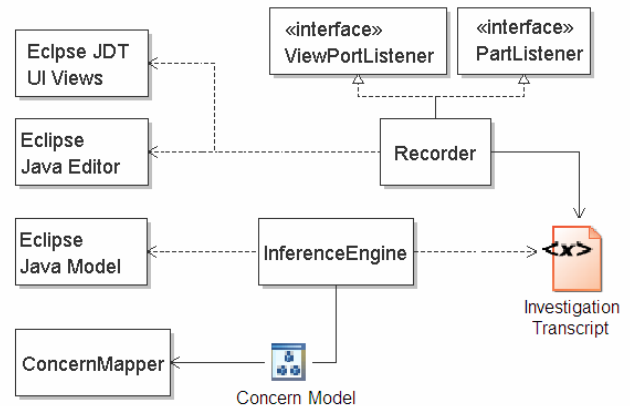 «interface»
ViewPortListener
«interface»
PartListener
Eclpse JDT
UI Views
Eclipse
Java Editor
Recorder
Eclipse
Java Model
InferenceEngine
<x>
Investigation
Transcript
ConcernMapper
Concern Model